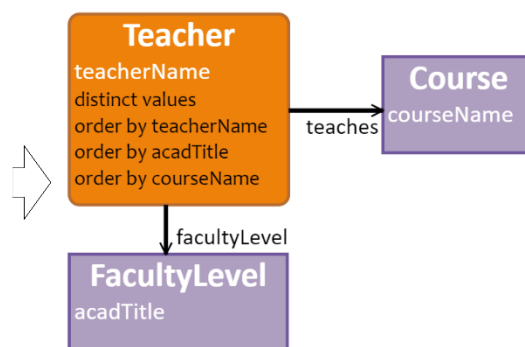 Teacher
teacherName
distinct values
order by teacherName
order by acadTitle
order by courseName
teaches
Course
courseName
facultyLevel
FacultyLevel
acadTitle